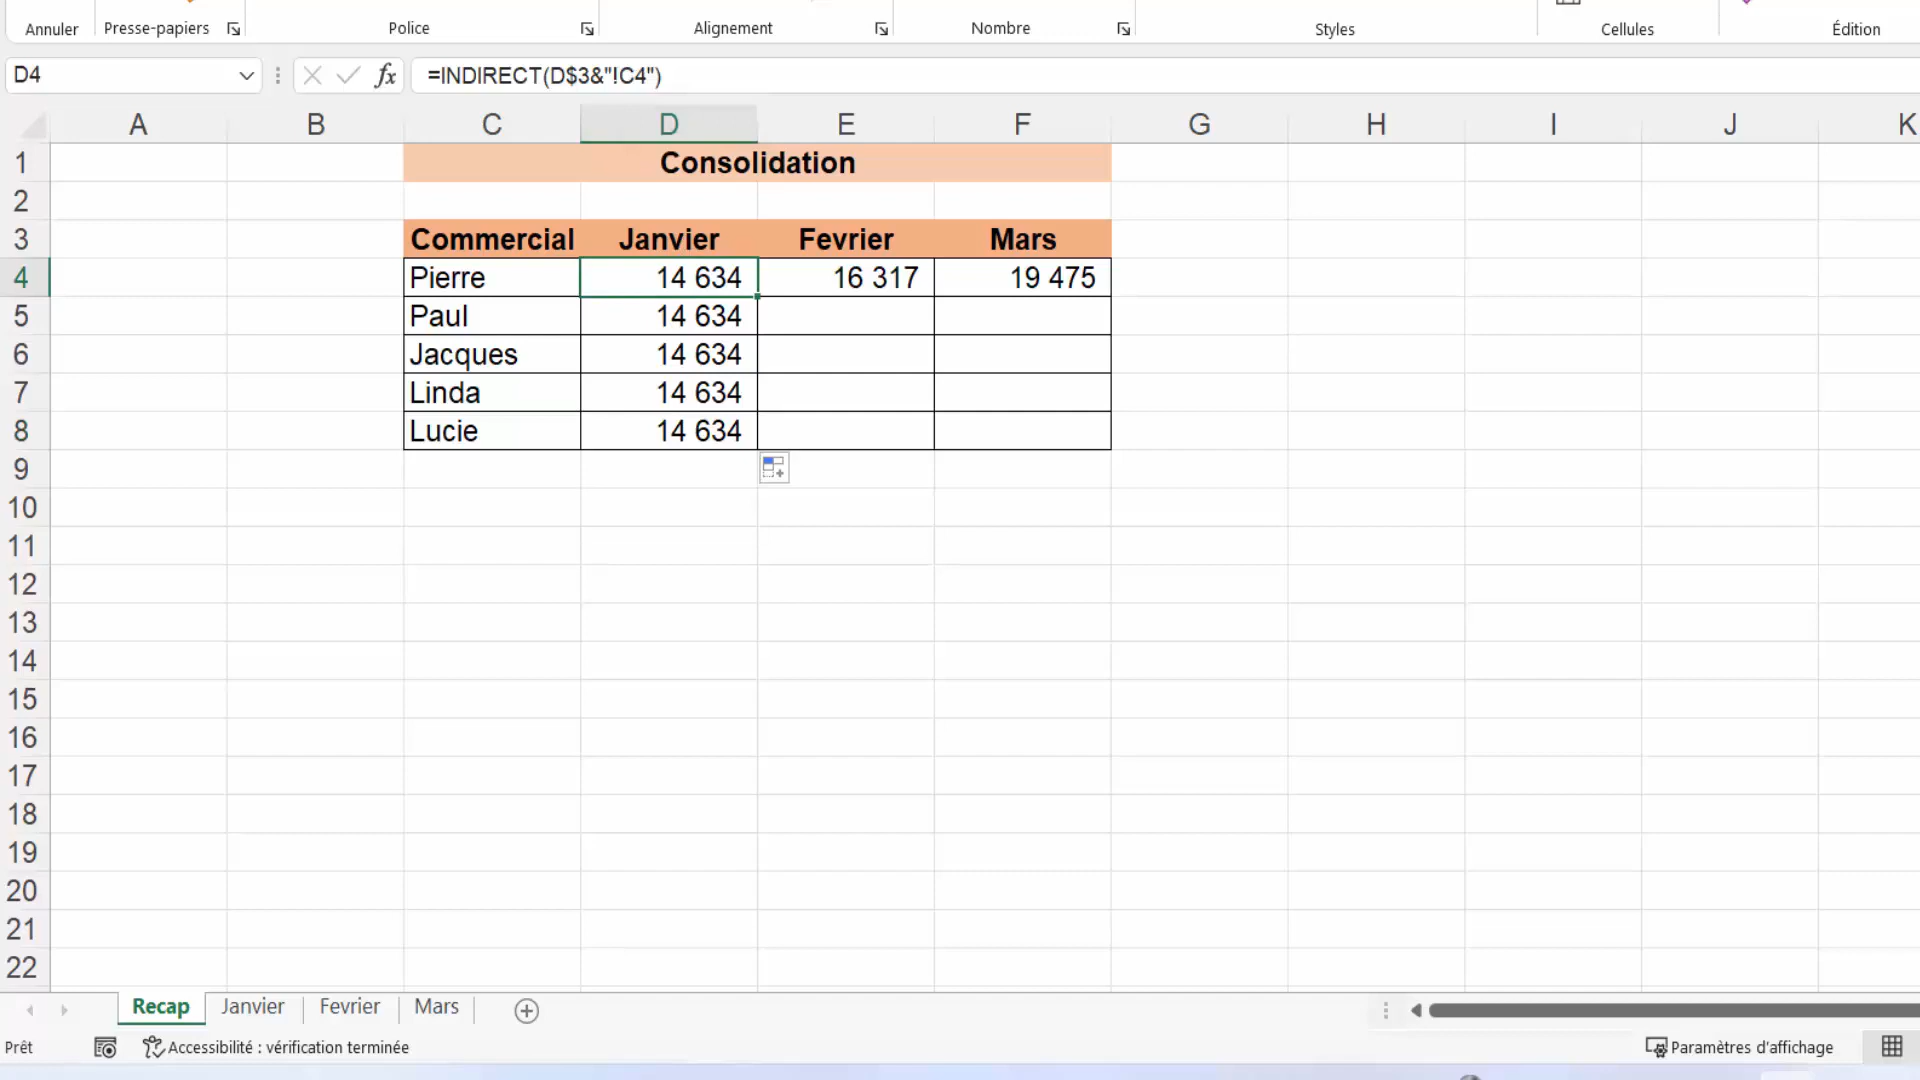 Annuler Presse-papiers Police Alignement Nombre Styles Cellules Édition
D4 fx =INDIRECT(D$3&"!C4")
A B C D E F G H I J K
1 Consolidation
2
3 Commercial Janvier Fevrier Mars
4 Pierre 14 634 16 317 19 475
5 Paul 14 634
6 Jacques 14 634
7 Linda 14 634
8 Lucie 14 634
9
10
11
12
13
14
15
16
17
18
19
20
21
22
Recap Janvier Fevrier Mars
Prêt Accessibilité : vérification terminée Paramètres d'affichage